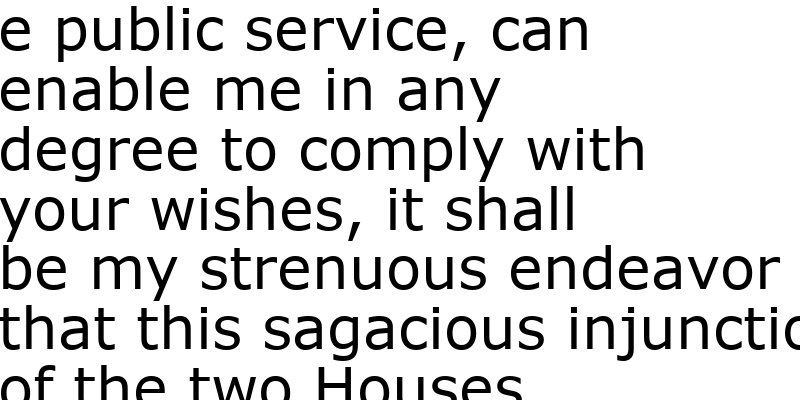 e public service, can
enable me in any
degree to comply with
your wishes, it shall
be my strenuous endeavor
that this sagacious injunctio
of the two Houses